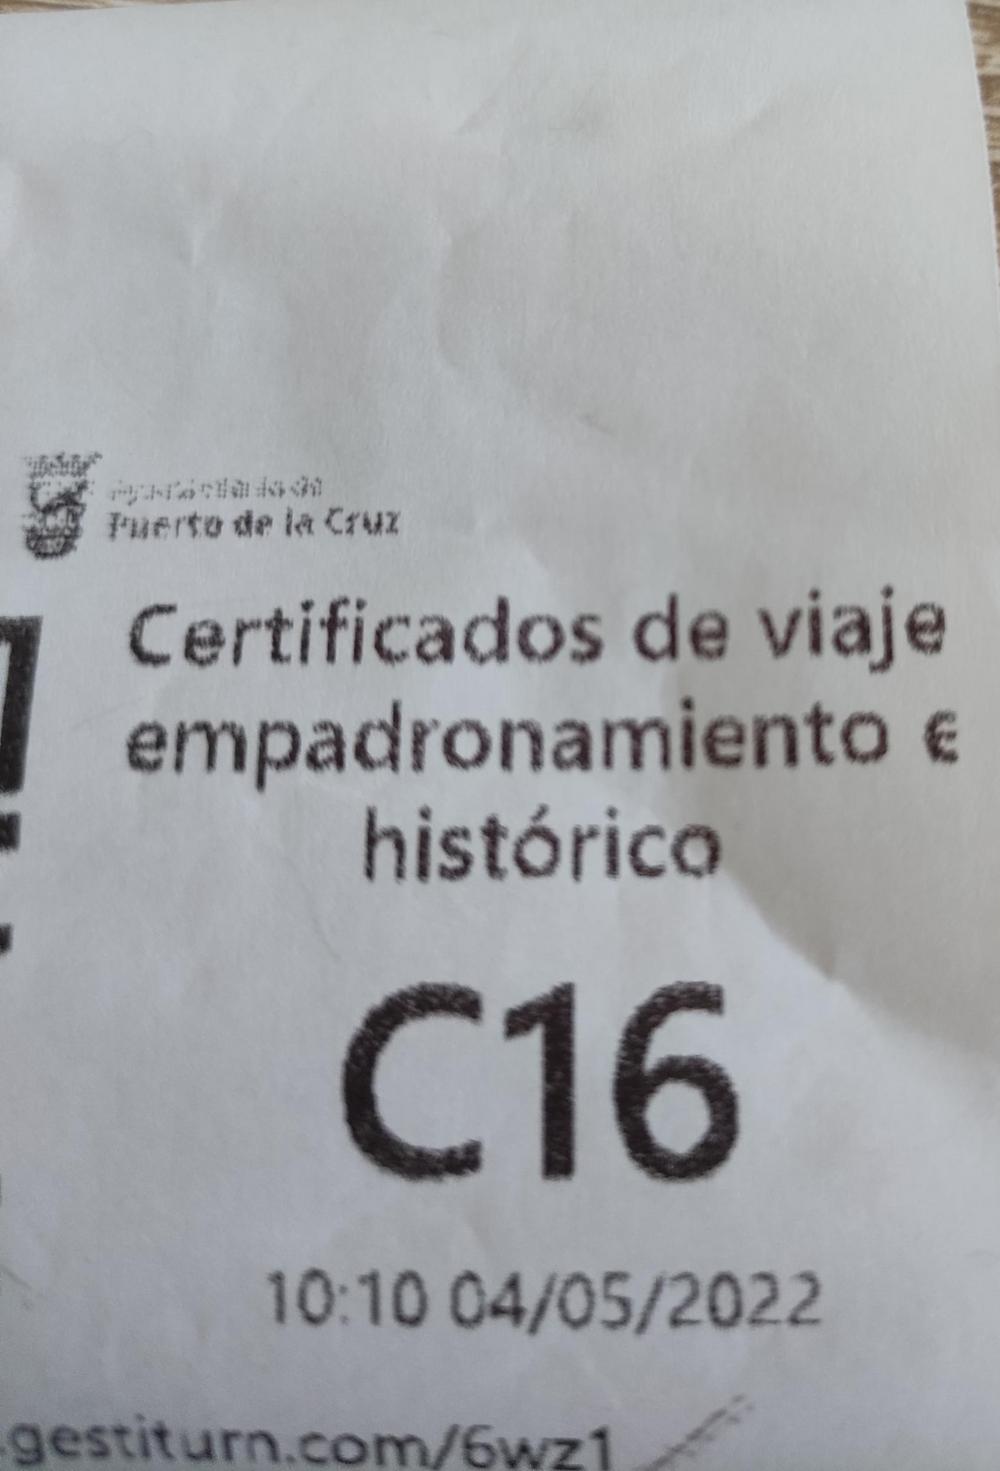 Puerto de la Cruz
Certificados de viaje
empadronamiento e
histórico
C16
10:10 04/05/2022
.gestiturn.com/6wz1